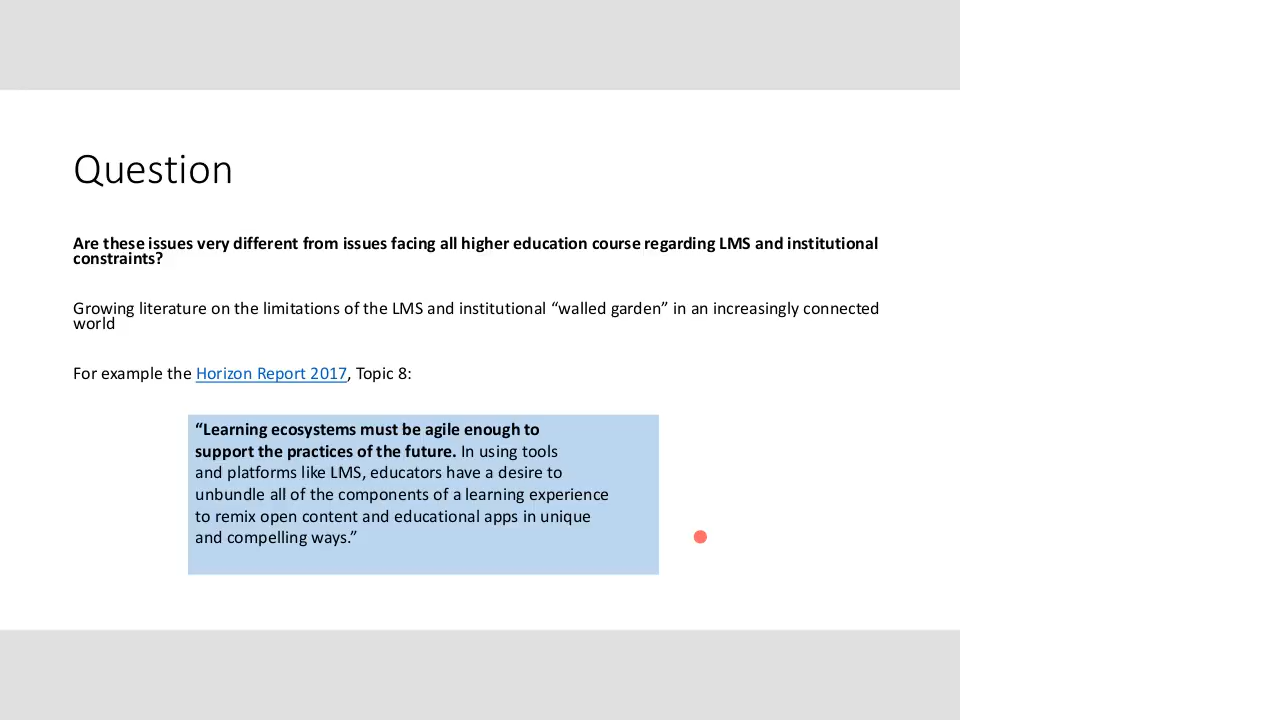 Question
Are these issues very different from issues facing all higher education course regarding LMS and institutional
constraints?
Growing literature on the limitations of the LMS and institutional “walled garden” in an increasingly connected
world
For example the Horizon Report 2017, Topic 8:
“Learning ecosystems must be agile enough to
support the practices of the future. In using tools
and platforms like LMS, educators have a desire to
unbundle all of the components of a learning experience
to remix open content and educational apps in unique
and compelling ways.”